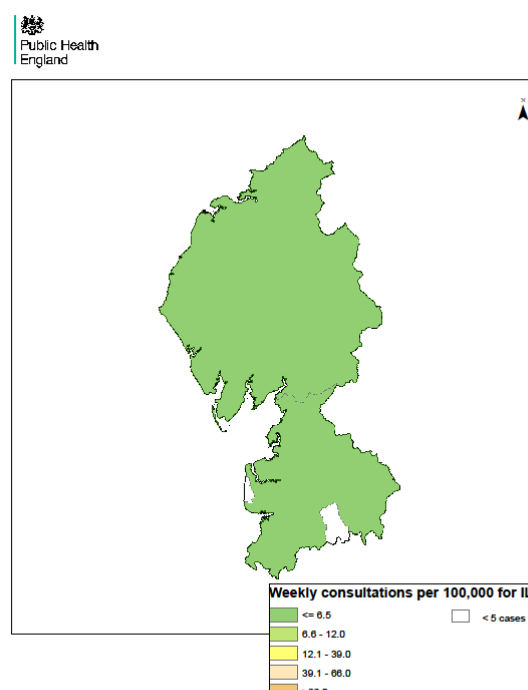 Public Health
England
Weekly consultations per 100,000 for
<= 6.5
< 5 cases
6.6 - 12.0
12.1 - 39.0
39.1 - 66.0